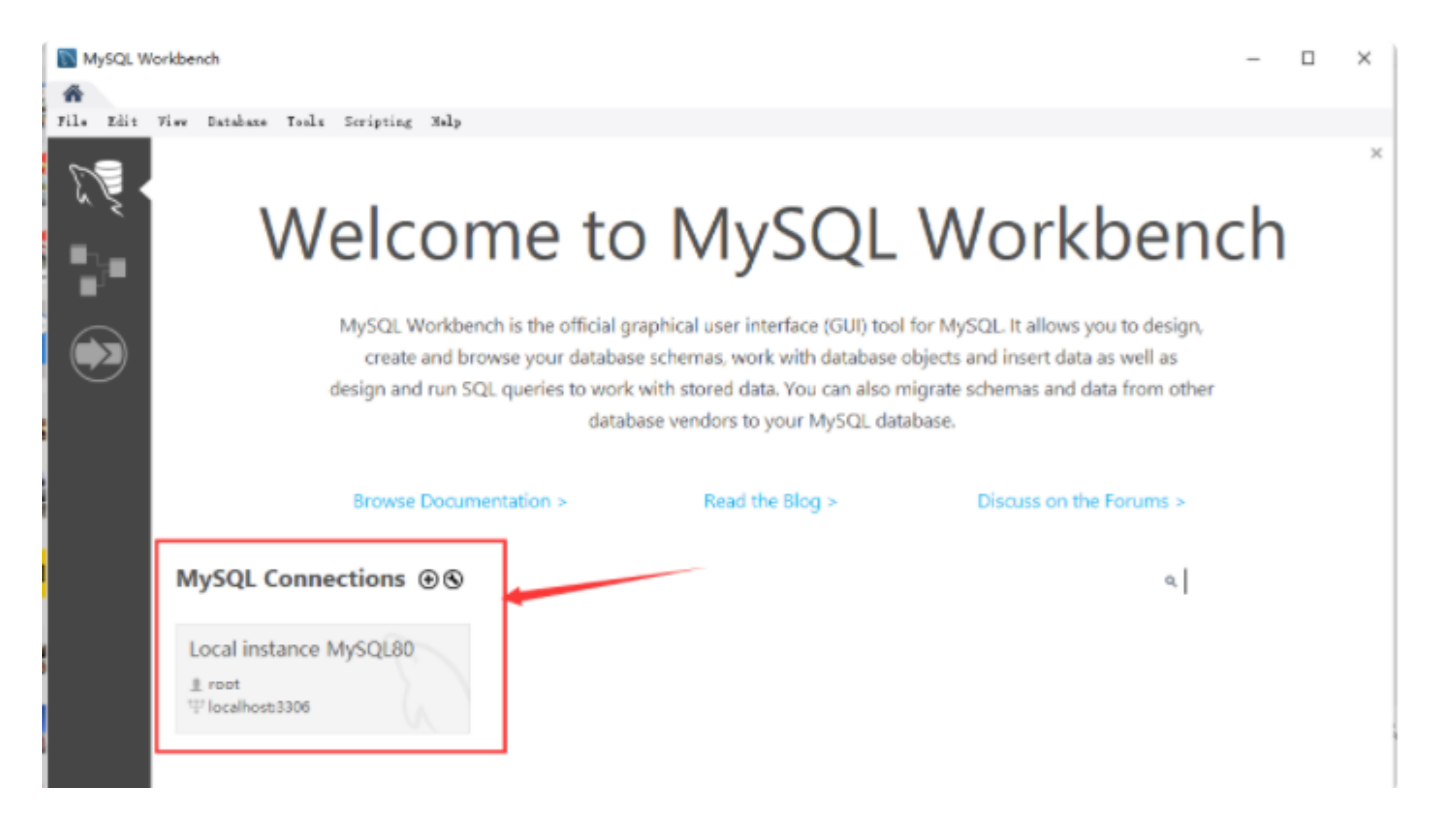 MySQL Workbench
File Edit View Database Tools Scripting Help
Welcome to MySQL Workbench
MySQL Workbench is the official graphical user interface (GUI) tool for MySQL. It allows you to design,
create and browse your database schemas, work with database objects and insert data as well as
design and run SQL queries to work with stored data. You can also migrate schemas and data from other
database vendors to your MySQL database.
Browse Documentation > Read the Blog > Discuss on the Forums >
MySQL Connections
Local instance MySQL80
root
localhost:3306